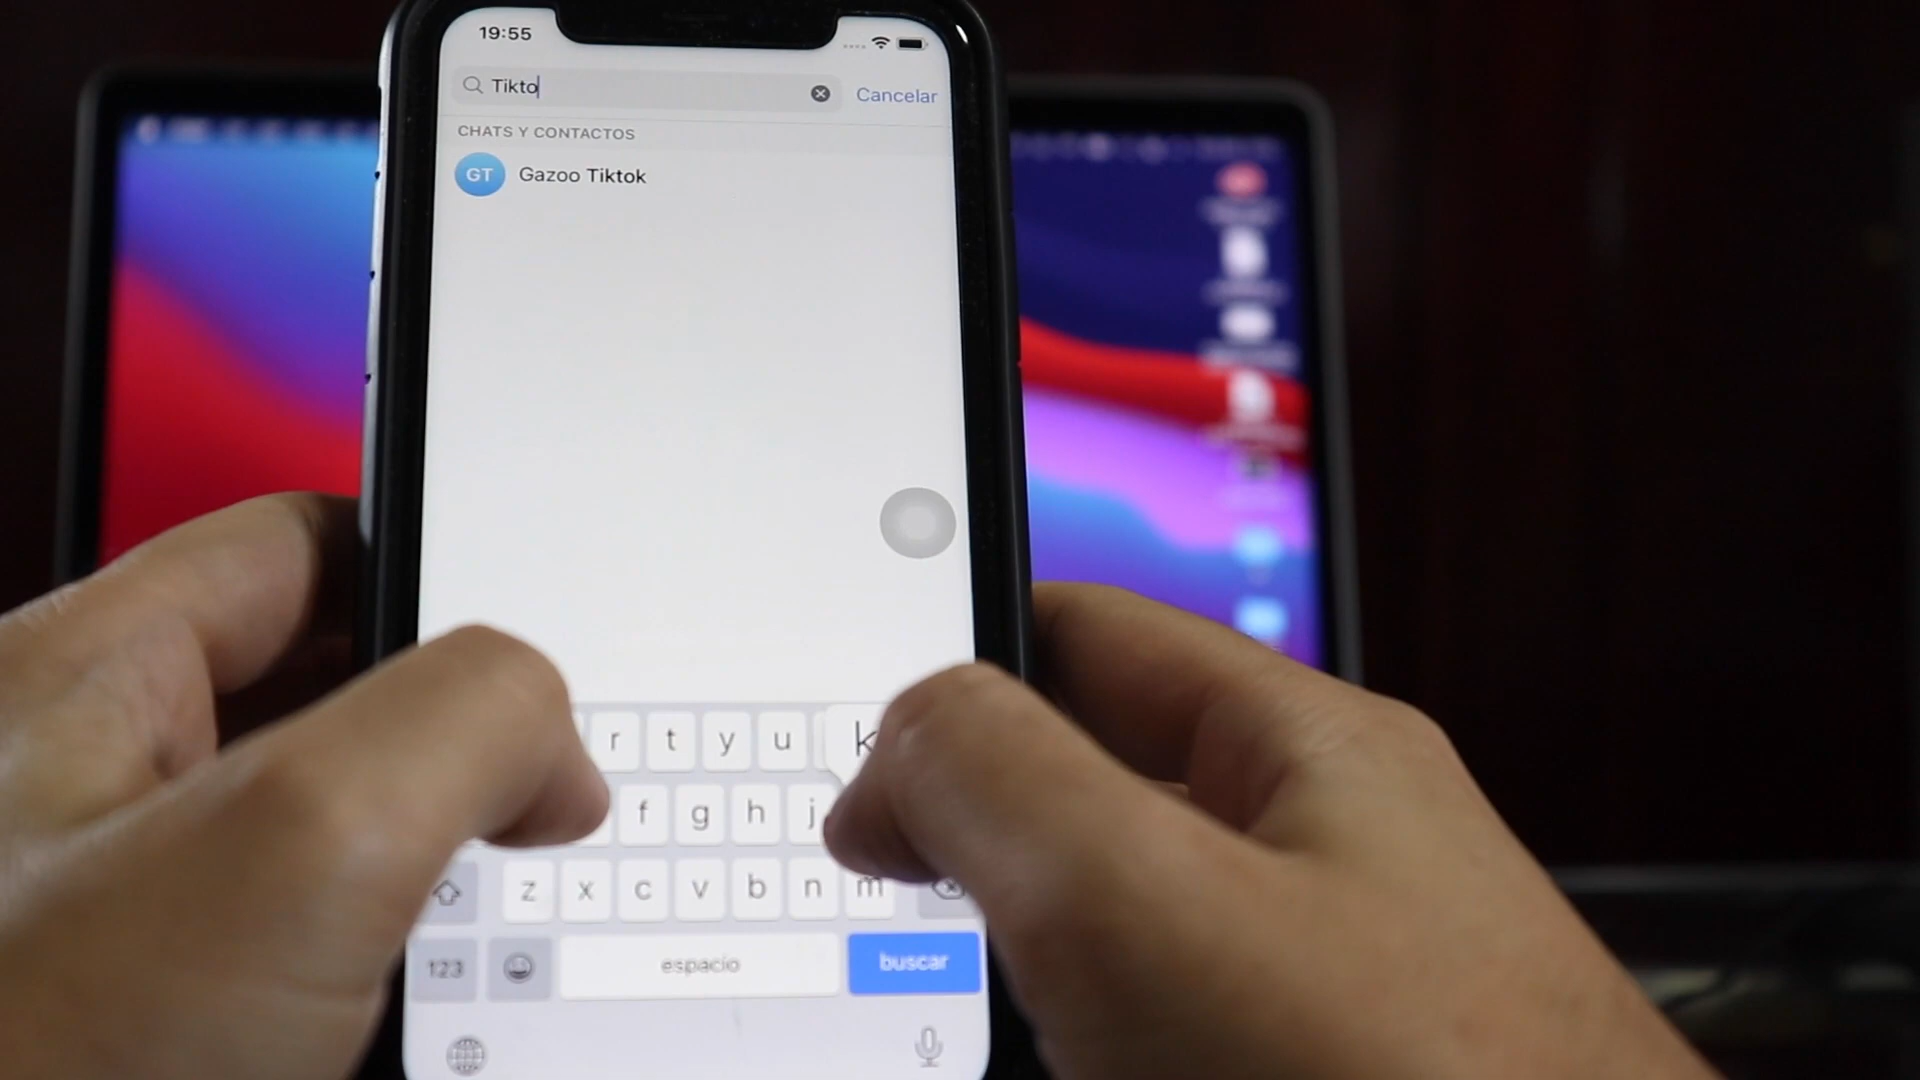 19:55
Tikto
Cancelar
CHATS Y CONTACTOS
GT
Gazoo Tiktok
r t y u k
f g h j
z x c v b n m
123
espacio
buscar